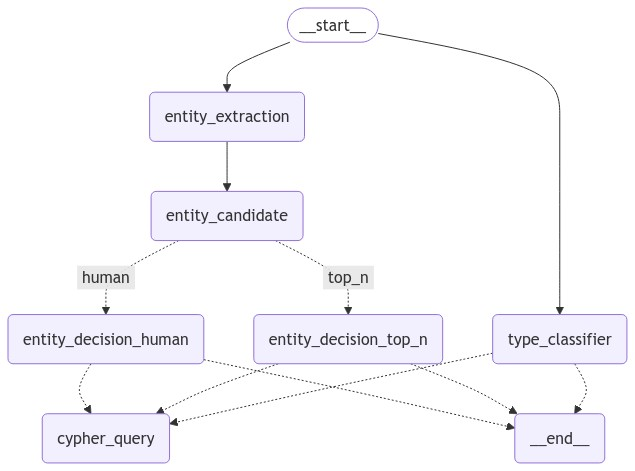 __start__
entity_extraction
entity_candidate
human
top_n
entity_decision_human
entity_decision_top_n
type_classifier
cypher_query
__end__